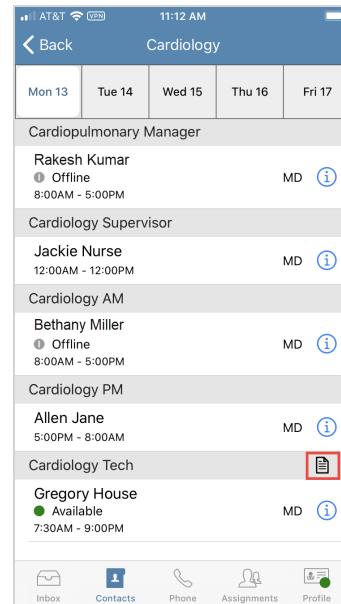 AT&T VPN 11:12 AM
Back Cardiology
Mon 13 Tue 14 Wed 15 Thu 16 Fri 17
Cardiopulmonary Manager
Rakesh Kumar
Offline
MD
8:00AM - 5:00PM
Cardiology Supervisor
Jackie Nurse
MD
12:00AM - 12:00PM
Cardiology AM
Bethany Miller
Offline
MD
8:00AM - 5:00PM
Cardiology PM
Allen Jane
MD
5:00PM - 8:00AM
Cardiology Tech
Gregory House
Available
MD
7:30AM - 9:00PM
Inbox Contacts Phone Assignments Profile